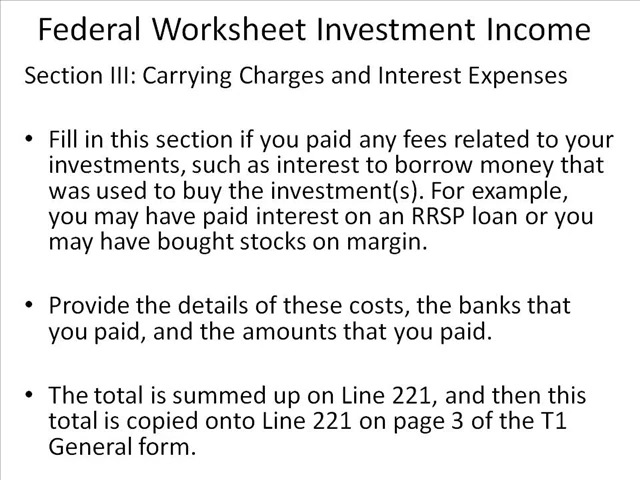 Federal Worksheet Investment Income
Section III: Carrying Charges and Interest Expenses
• Fill in this section if you paid any fees related to your
investments, such as interest to borrow money that
was used to buy the investment(s). For example,
you may have paid interest on an RRSP loan or you
may have bought stocks on margin.
• Provide the details of these costs, the banks that
you paid, and the amounts that you paid.
• The total is summed up on Line 221, and then this
total is copied onto Line 221 on page 3 of the T1
General form.